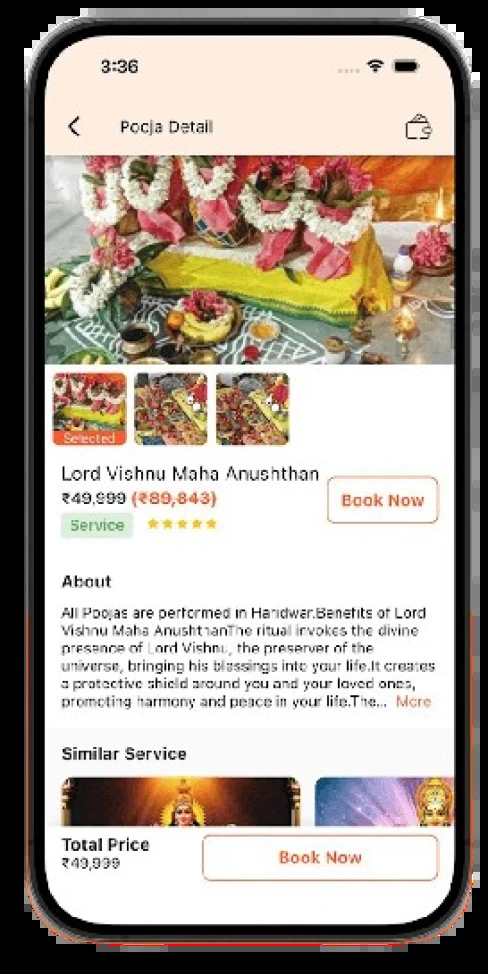 3:36
Pooja Detail
Selected
Lord Vishnu Maha Anushthan
₹49,999 (₹89,843)
Book Now
Service
About
All Poojas are performed in Haridwar.Benefits of Lord
Vishnu Maha AnushthanThe ritual invokes the divine
presence of Lord Vishnu, the preserver of the
universe, bringing his blessings into your life.It creates
a protective shield around you and your loved ones,
promoting harmony and peace in your life.The... More
Similar Service
Total Price
₹49,999
Book Now